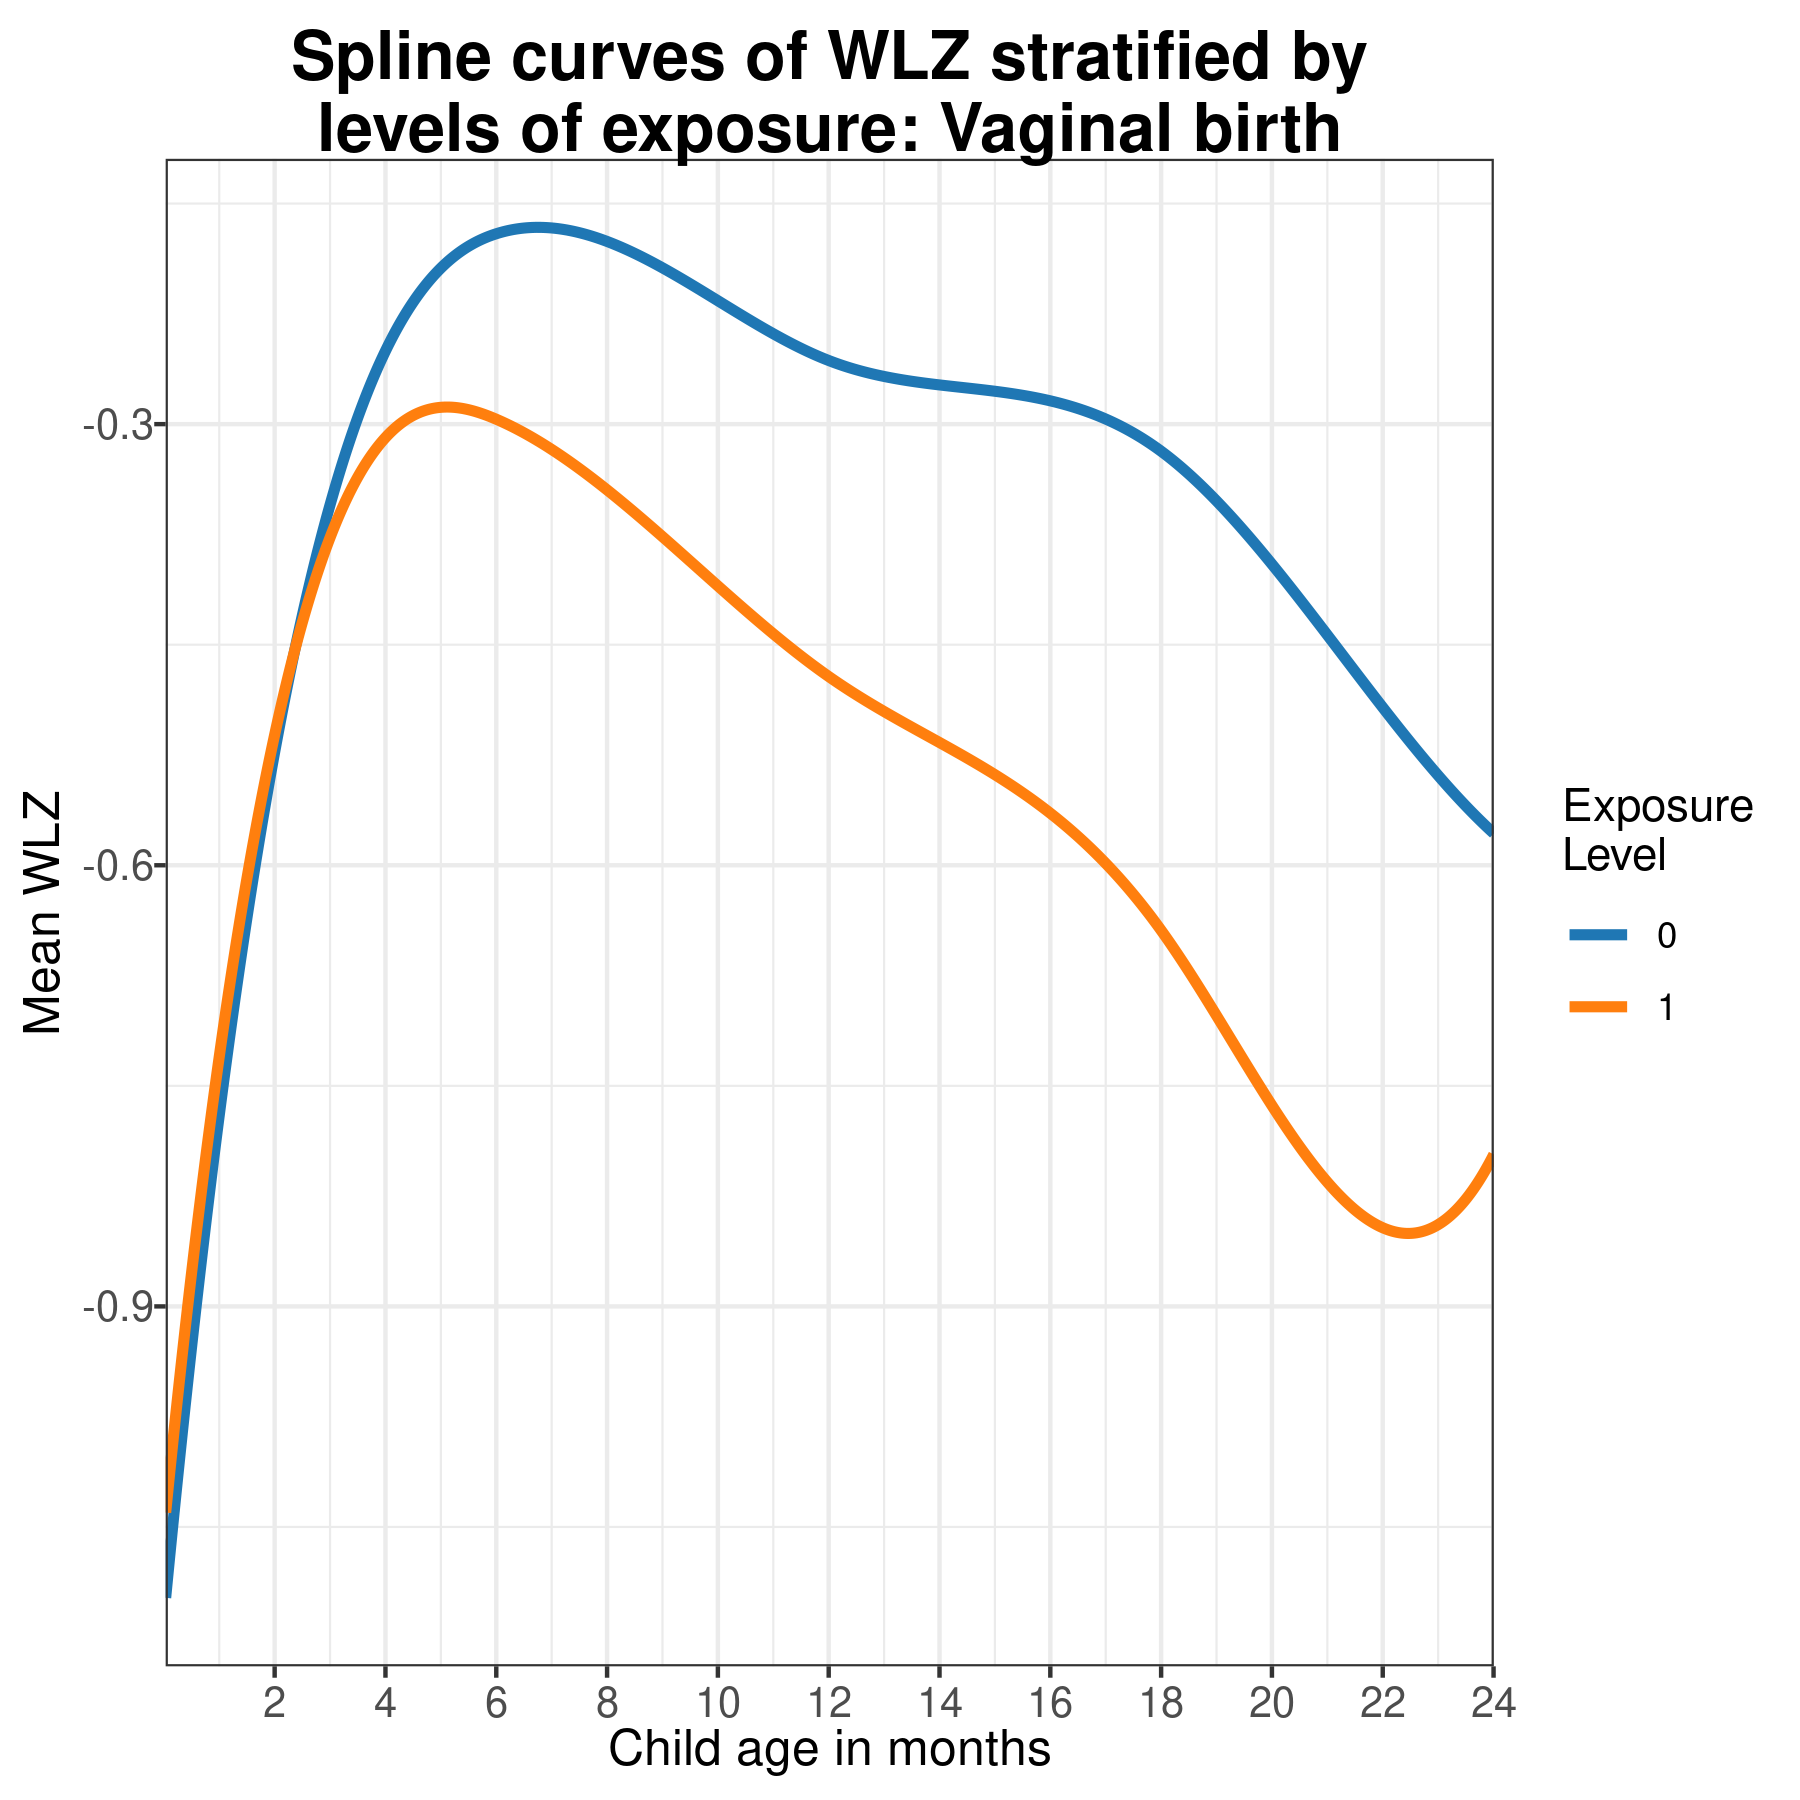 Spline curves of WLZ stratified by
levels of exposure: Vaginal birth
Mean WLZ
-0.3
-0.6
-0.9
2 4 6 8 10 12 14 16 18 20 22 24
Child age in months
Exposure
Level
0
1